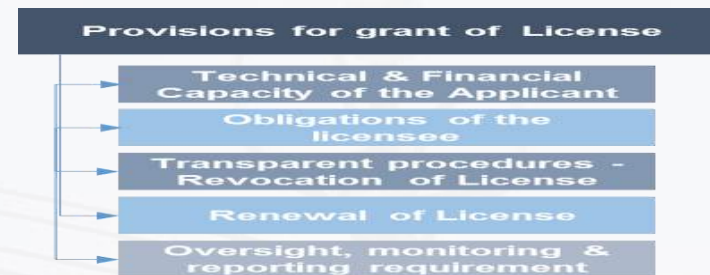 Provisions for grant of License
Technical & Financial
Capacity of the Applicant
Obligations of the
licensee
Transparent procedures -
Revocation of License
Renewal of License
Oversight, monitoring &
reporting requirement